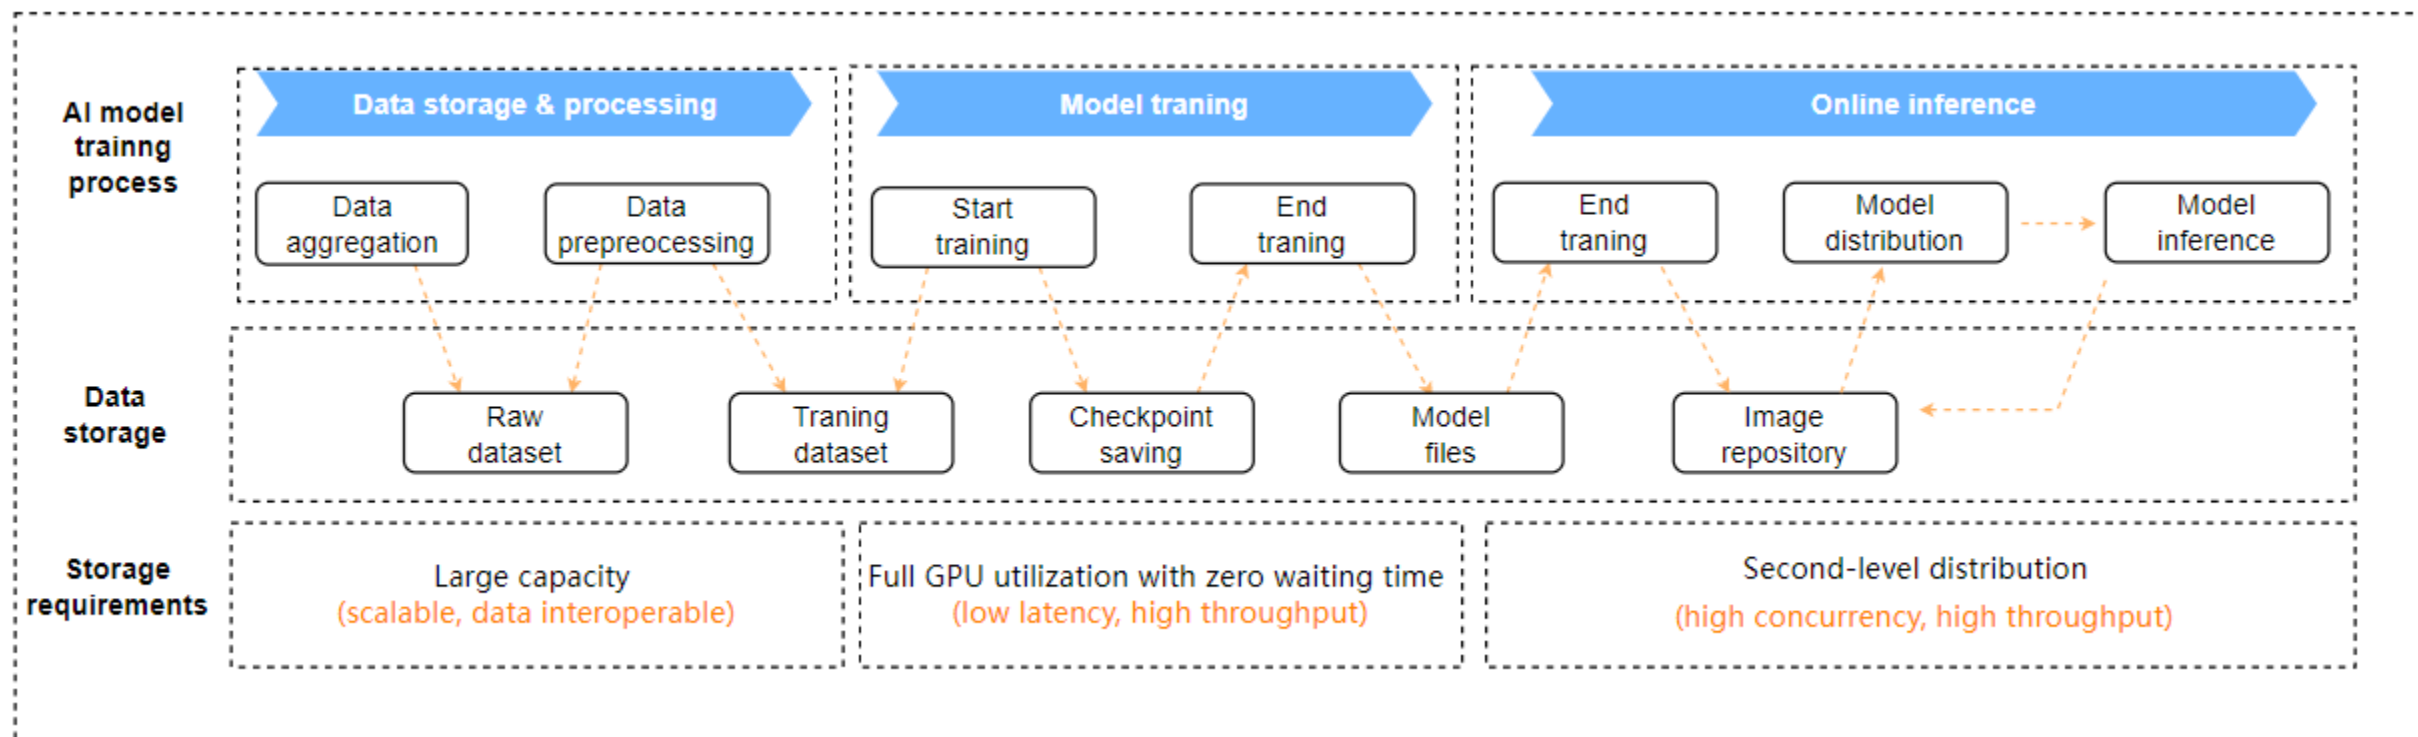 AI model
trainng
process
Data storage & processing
Model traning
Online inference
Data
aggregation
Data
prepreocessing
Start
training
End
traning
End
traning
Model
distribution
Model
inference
Data
storage
Raw
dataset
Traning
dataset
Checkpoint
saving
Model
files
Image
repository
Storage
requirements
Large capacity
(scalable, data interoperable)
Full GPU utilization with zero waiting time
(low latency, high throughput)
Second-level distribution
(high concurrency, high throughput)